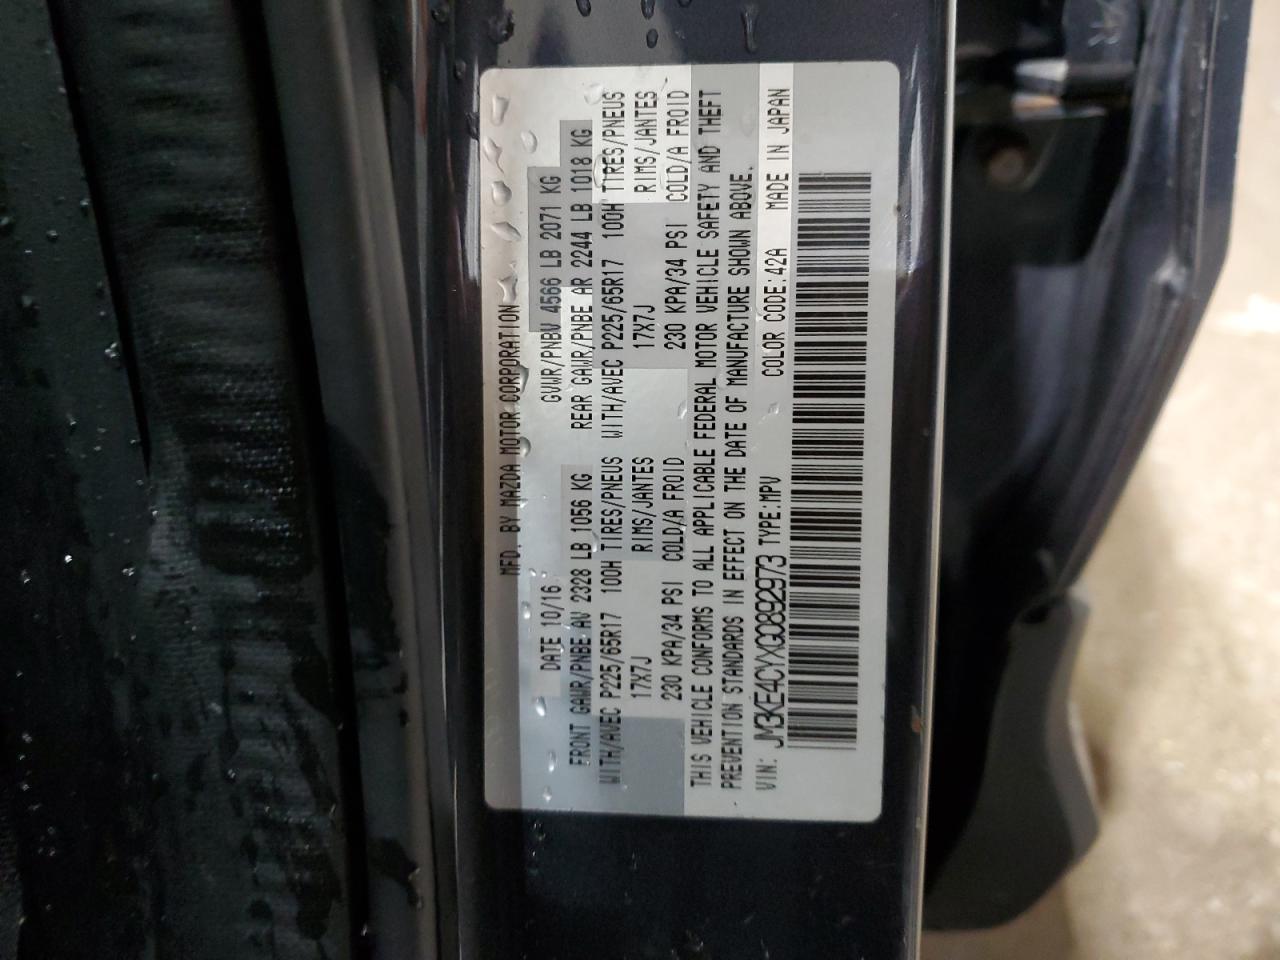 MFD. BY MAZDA MOTOR CORPORATION
DATE 10/16 GVWR/PNBV 4566 LB 2071 KG
FRONT GAWR/PNBE AV 2328 LB 1056 KG REAR GAWR/PNBE AR 2244 LB 1018 KG
WITH/AVEC P225/65R17 100H TIRES/PNEUS WITH/AVEC P225/65R17 100H TIRES/PNEUS
17X7J RIMS/JANTES 17X7J RIMS/JANTES
230 KPA/34 PSI COLD/A FROID 230 KPA/34 PSI COLD/A FROID
THIS VEHICLE CONFORMS TO ALL APPLICABLE FEDERAL MOTOR VEHICLE SAFETY AND THEFT
PREVENTION STANDARDS IN EFFECT ON THE DATE OF MANUFACTURE SHOWN ABOVE.
VIN: JM3KE4CYXG0892973 TYPE:MPV COLOR CODE:42A MADE IN JAPAN